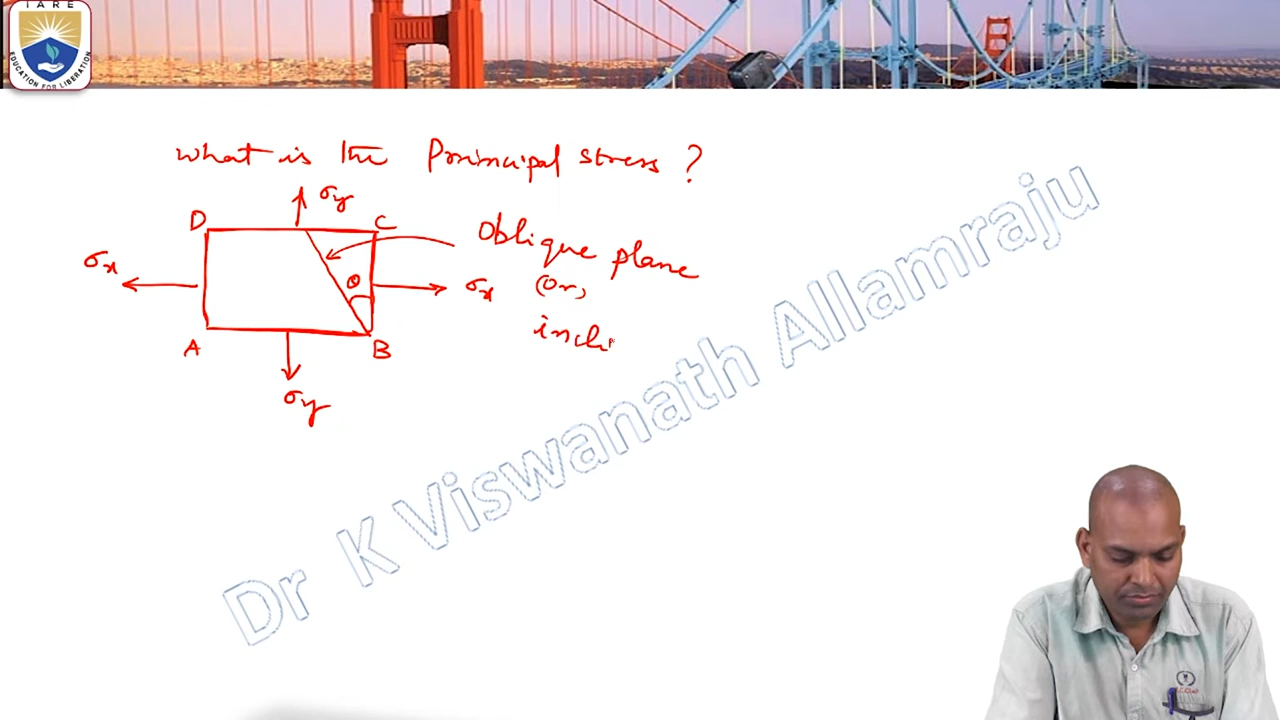 IARE
EDUCATION FOR LIBERATION
What is the Principal stress ?
σy
D
C
Oblique plane
σx
θ
σx
(or)
incli
A
B
σy
Dr K Viswanath Allamraju